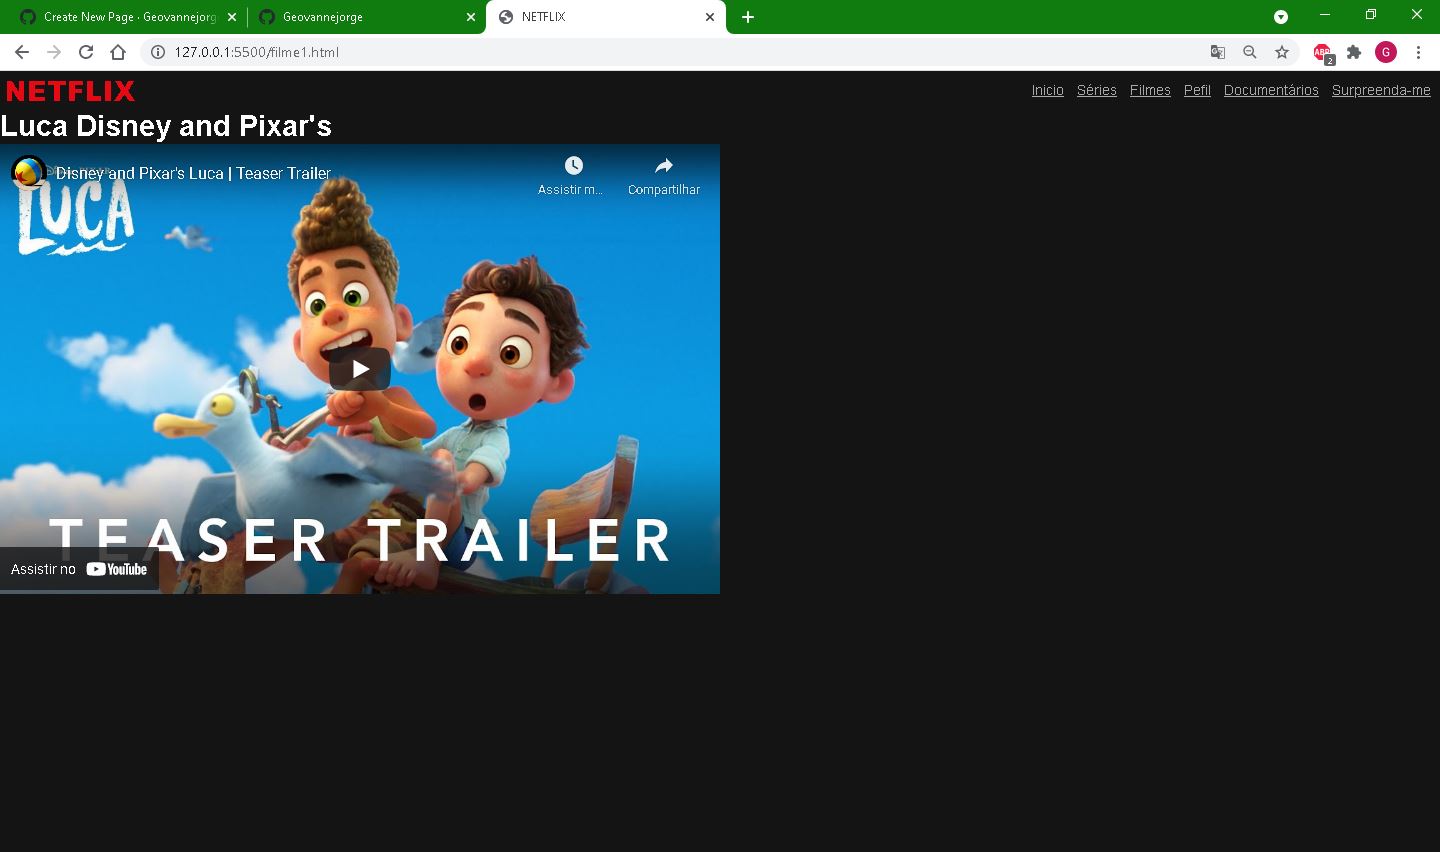 Create New Page · Geovannejorg
Geovannejorge
NETFLIX
127.0.0.1:5500/filme1.html
ABP
2
G
NETFLIX
Inicio Séries Filmes Pefil Documentários Surpreenda-me
Luca Disney and Pixar's
Disney and Pixar's Luca | Teaser Trailer
Assistir m...
Compartilhar
LUCA
TEASER TRAILER
Assistir no YouTube